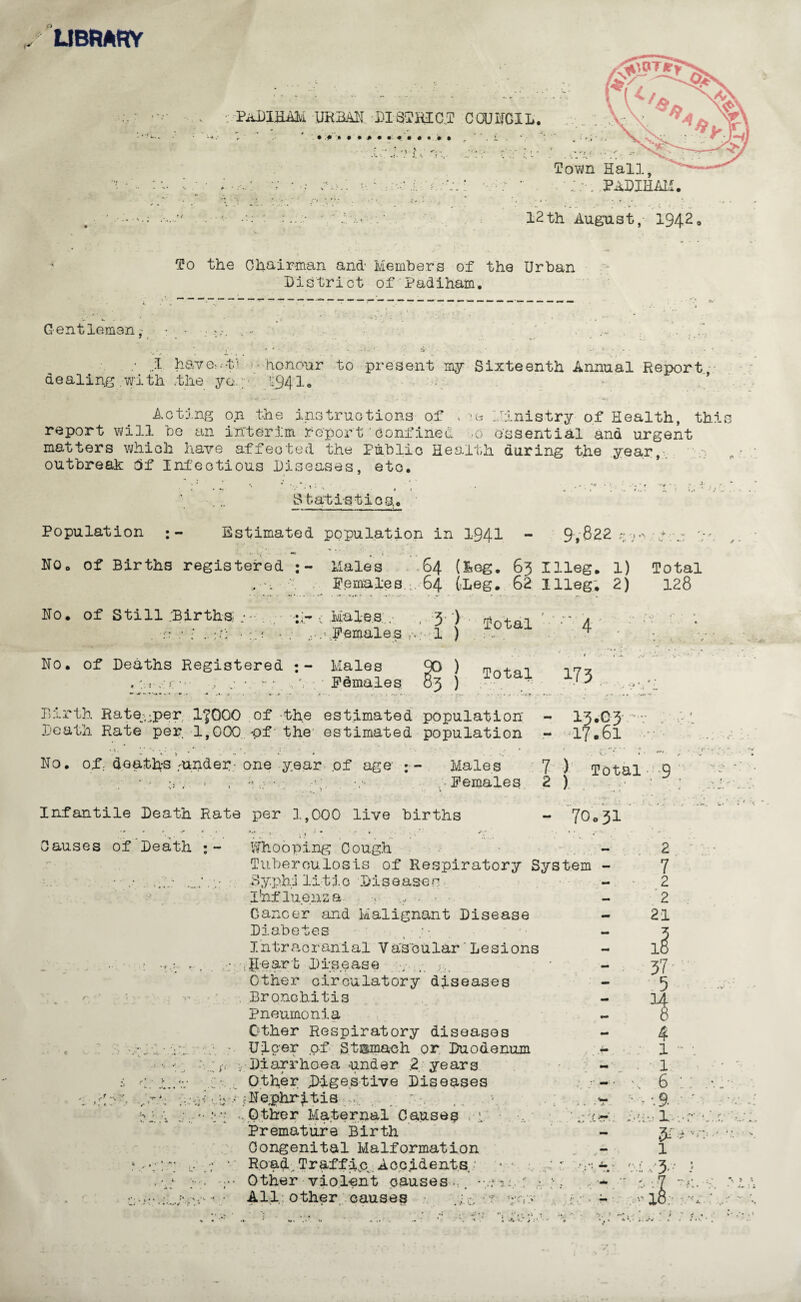 LIBRARY
PADIHAM URBAN DISTRICT COUNCIL.
Town Hall,
PADIHAM.
12th August, 1942.
To the Chairman and Members of the Urban
District of Padiham.
Gentlemen,
I have honour to present my Sixteenth Annual Report,
dealing with the 1941.
Acting on the instructions of Ministry of Health, this
report will be an interim report confined essential and urgent
matters which have affected the Public Health during the year,
outbreak of Infectious Diseases, etc.
Statistics.
Population :- Estimated population in 1941 - 9,822
No. of Births registered :- Males 64 (Leg. 63 Illeg. 1) Total
Females 64 (Leg. 62 Illeg. 2) 128
No. of Still Births :- Males 3 ) Total 4
Females 1 )
No. of Deaths Registered :- Males 90 ) Total 173
Females 83 )
Birth Rate per 1,000 of the estimated population - 13.03
Death Rate per 1,000 of the estimated population - 17.61
No. of deaths under one year of age :- Males 7 ) Total 9
Females 2 )
Infantile Death Rate per 1,000 live births - 70.31
Causes of Death :- Whooping Cough - 2
Tuberculosis of Respiratory System - 7
Syphilitic Diseases - 2
Influenza - 2
Cancer and Malignant Disease - 21
Diabetes - 3
Intracranial Vascular Lesions - 18
Heart Disease - 37
Other circulatory diseases - 5
Bronchitis - 14
Pneumonia - 8
Other Respiratory diseases - 4
Ulcer of Stomach or Duodenum - 1
Diarrhoea under 2 years - 1
Other Digestive Diseases - 6
Nephritis - 9
Other Maternal Causes - 1
Premature Birth - 3
Congenital Malformation - 1
Road Traffic Accidents - 3
Other violent causes - 7
All other causes - 18